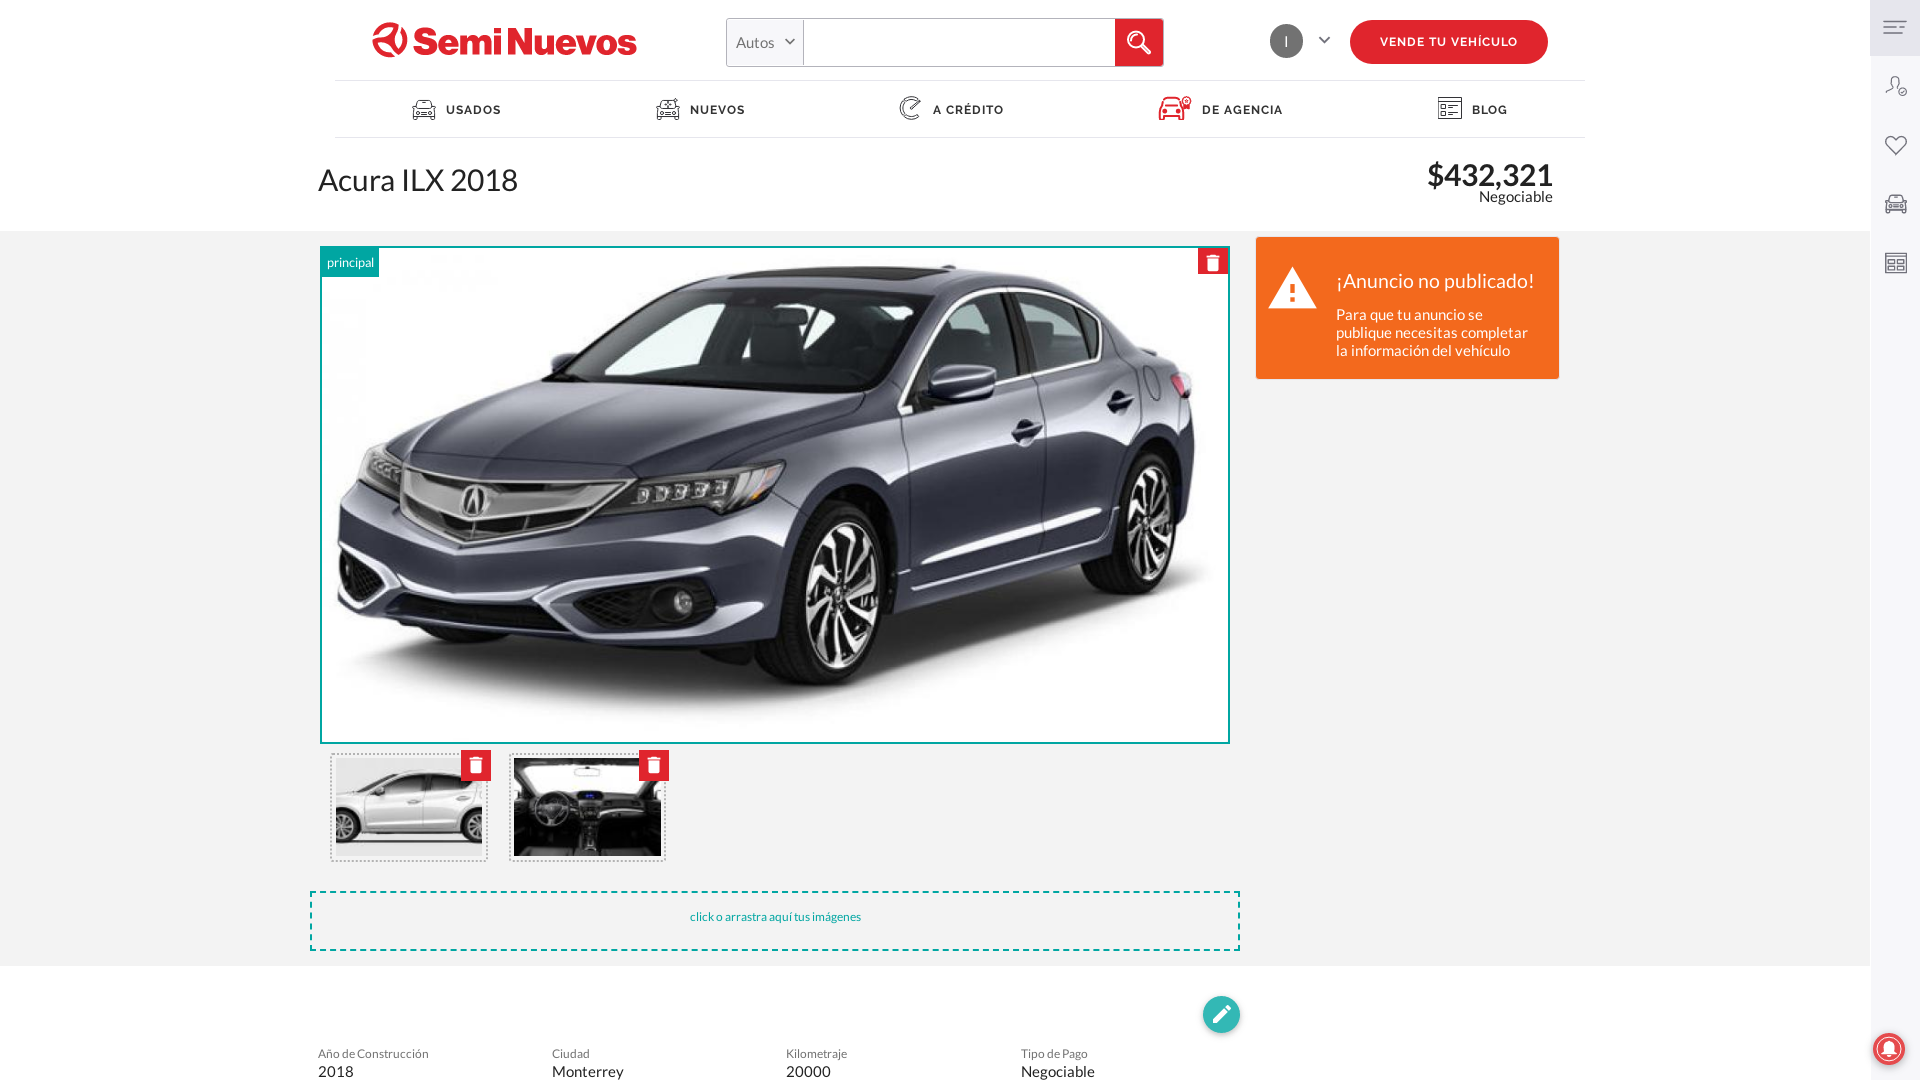 Semi Nuevos
Autos
I
VENDE TU VEHÍCULO
USADOS
NUEVOS
A CRÉDITO
DE AGENCIA
BLOG
Acura ILX 2018
$432,321
Negociable
principal
¡Anuncio no publicado!
Para que tu anuncio se
publique necesitas completar
la información del vehículo
click o arrastra aquí tus imágenes
Año de Construcción
2018
Ciudad
Monterrey
Kilometraje
20000
Tipo de Pago
Negociable